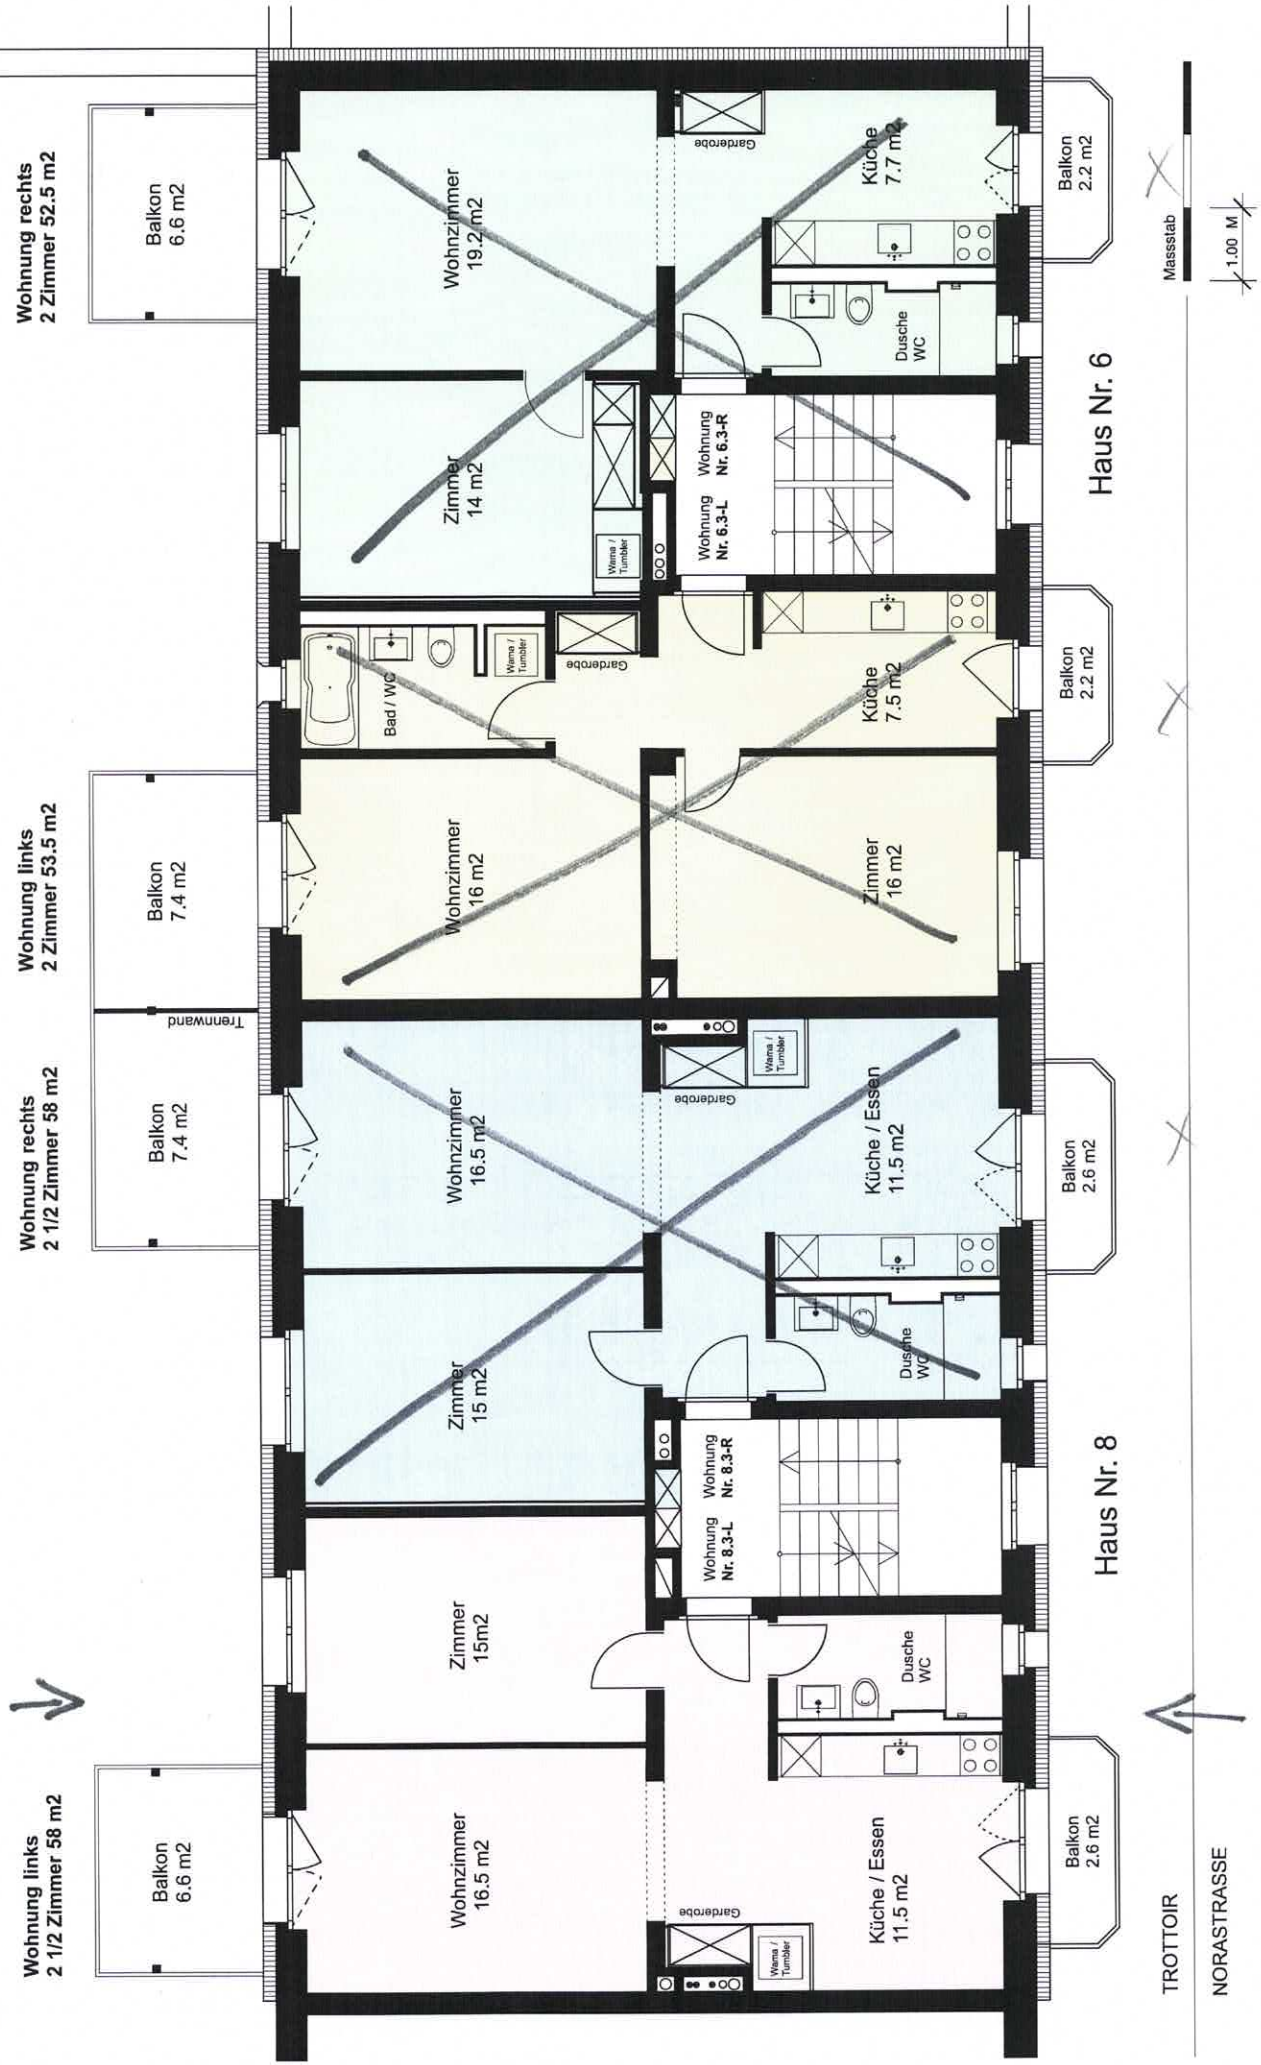 Wohnung links
2 1/2 Zimmer 58 m2
Wohnung rechts
2 1/2 Zimmer 58 m2
Wohnung links
2 Zimmer 53.5 m2
Wohnung rechts
2 Zimmer 52.5 m2
Balkon
6.6 m2
Balkon
7.4 m2
Trennwand
Balkon
7.4 m2
Balkon
6.6 m2
Wohnzimmer
16.5 m2
Zimmer
15m2
Zimmer
15 m2
Wohnzimmer
16.5 m2
Wohnzimmer
16 m2
Bad / WC
Wama /
Tumbler
Garderobe
Zimmer
14 m2
Wama /
Tumbler
Wohnzimmer
19.2 m2
Garderobe
Wama /
Tumbler
Küche / Essen
11.5 m2
Dusche
WC
Wohnung
Nr. 8.3-L
Wohnung
Nr. 8.3-R
Dusche
WC
Küche / Essen
11.5 m2
Garderobe
Wama /
Tumbler
Zimmer
16 m2
Küche
7.5 m2
Wohnung
Nr. 6.3-L
Wohnung
Nr. 6.3-R
Dusche
WC
Küche
7.7 m2
Garderobe
Balkon
2.6 m2
Balkon
2.6 m2
Balkon
2.2 m2
Balkon
2.2 m2
Haus Nr. 8
Haus Nr. 6
TROTTOIR
NORASTRASSE
Massstab
1.00 M